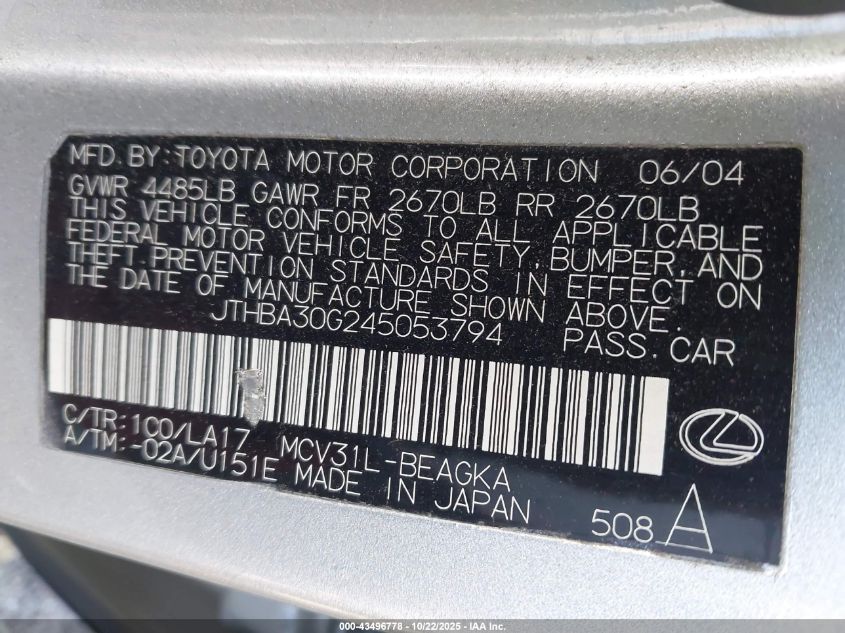 MFD. BY: TOYOTA MOTOR CORPORATION 06/04
GVWR 4485LB GAWR FR 2670LB RR 2670LB
THIS VEHICLE CONFORMS TO ALL APPLICABLE
FEDERAL MOTOR VEHICLE SAFETY, BUMPER, AND
THEFT PREVENTION STANDARDS IN EFFECT ON
THE DATE OF MANUFACTURE SHOWN ABOVE.
JTHBA30G245053794 PASS. CAR
C/TR: 1C0/LA17 MCV31L-BEAGKA
A/TM: -02A/U151E MADE IN JAPAN
508 A
000-43496778 - 10/22/2025 - IAA Inc.